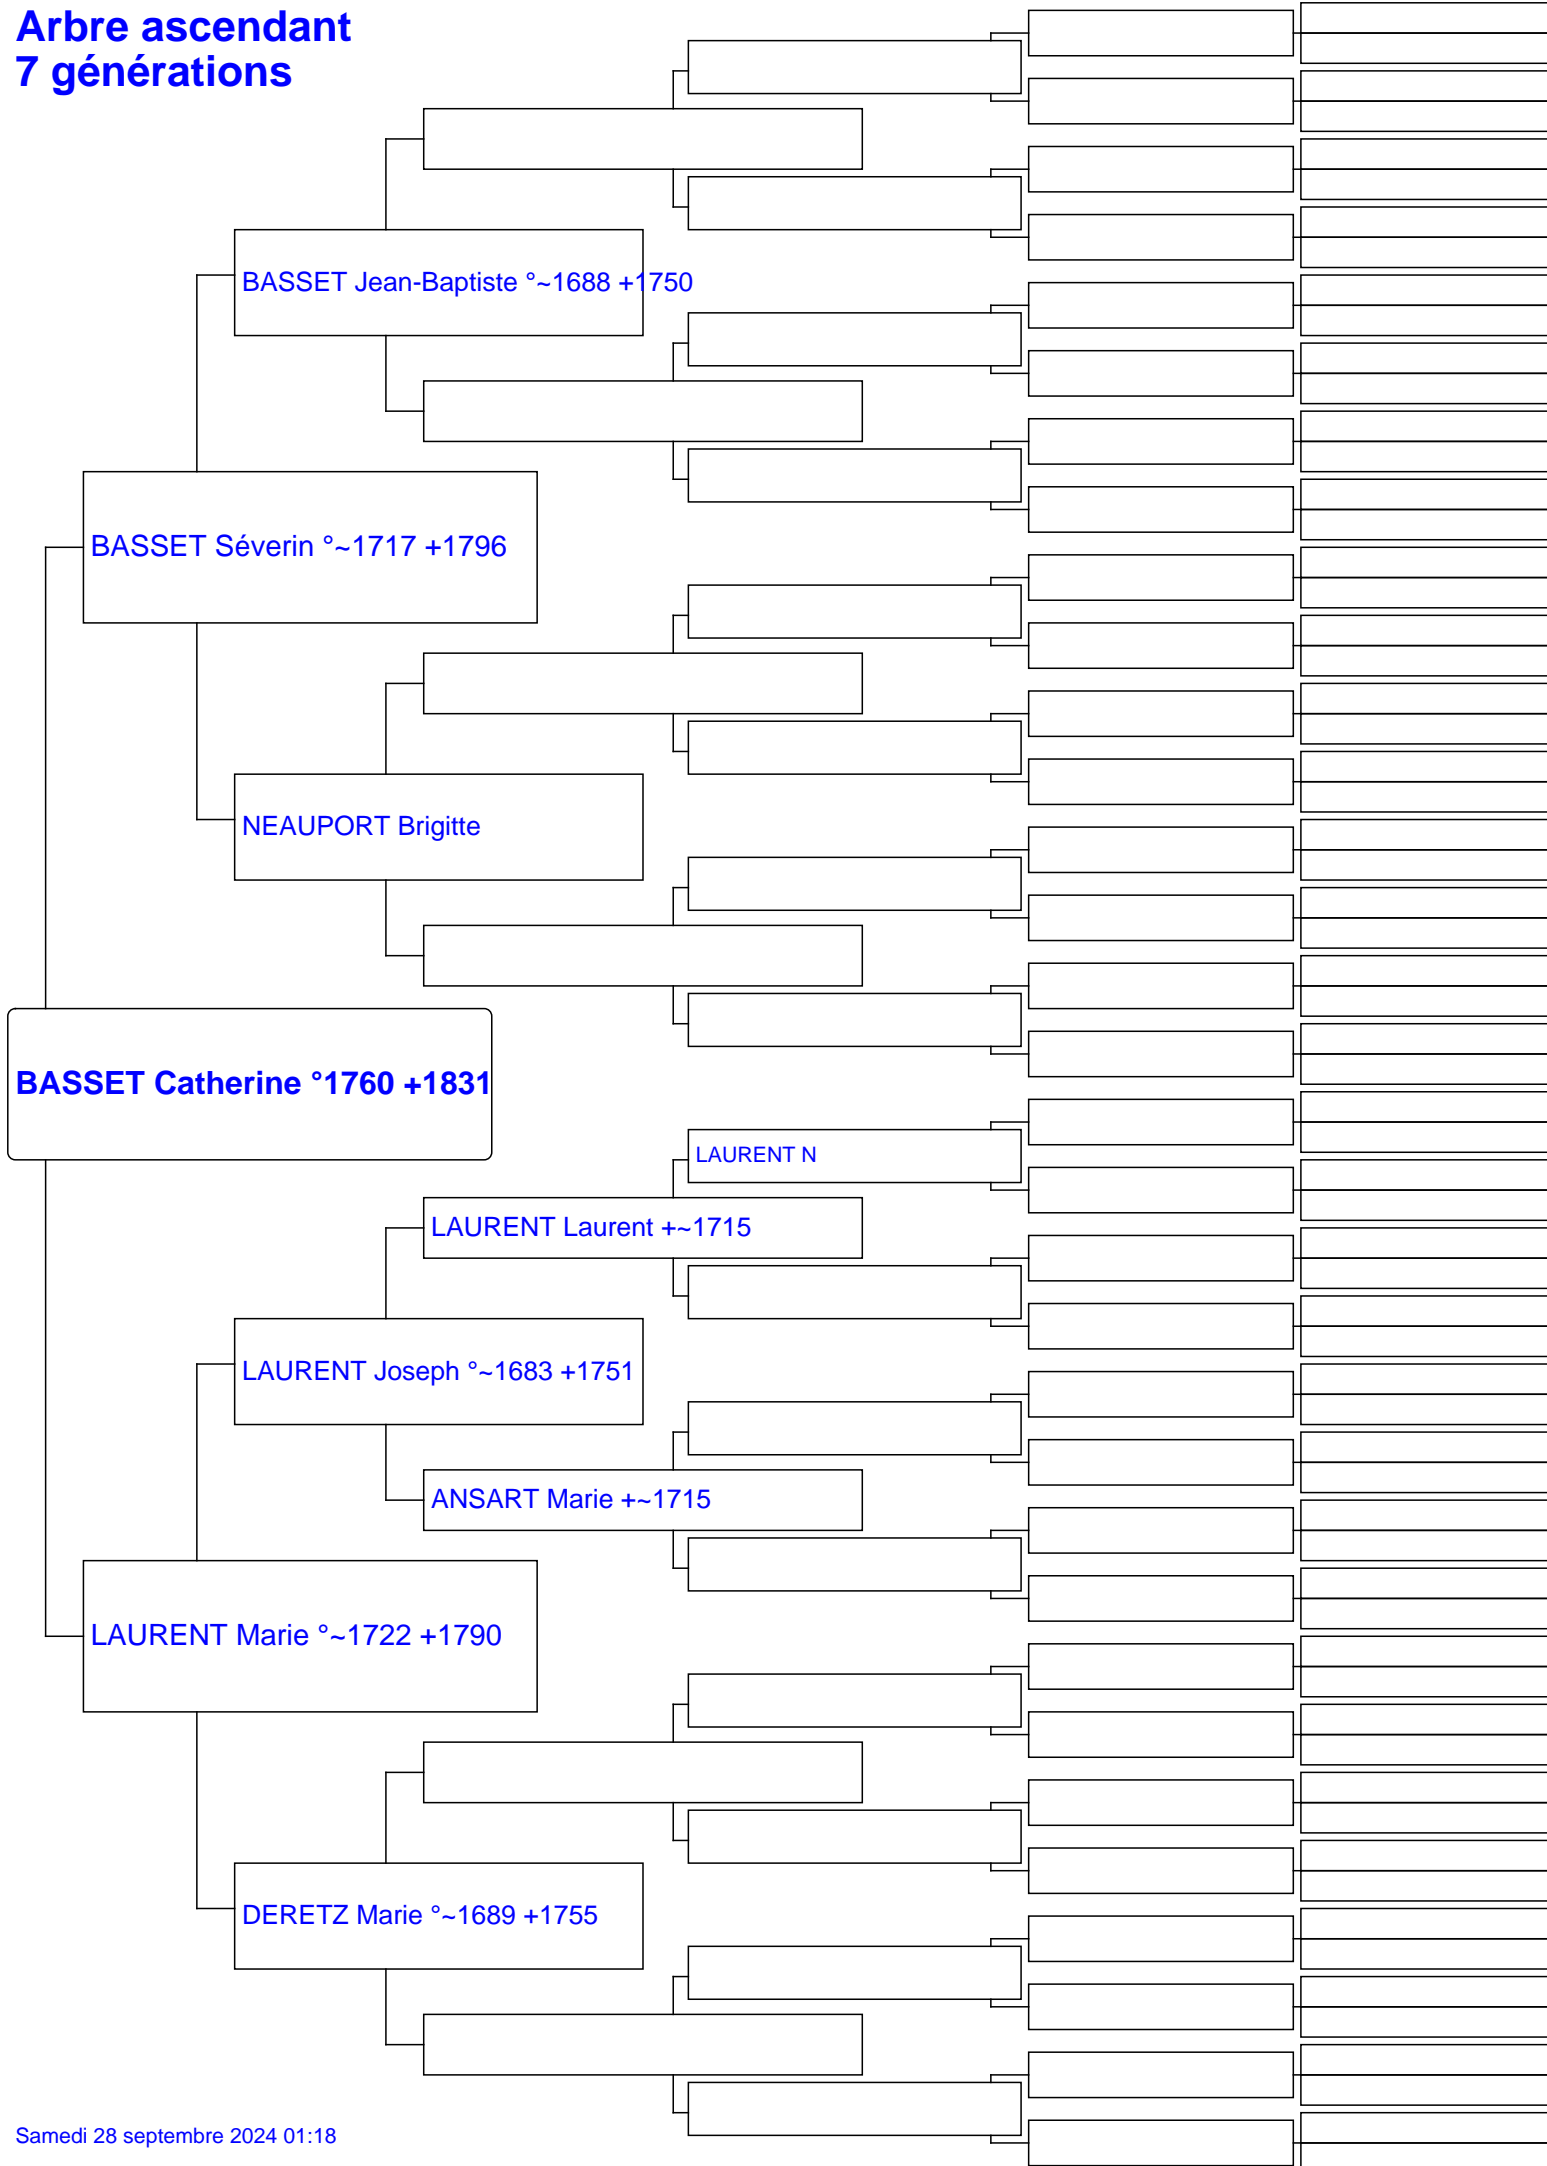 Arbre ascendant
7 générations
BASSET Jean-Baptiste °~1688 +1750
BASSET Séverin °~1717 +1796
NEAUPORT Brigitte
BASSET Catherine °1760 +1831
LAURENT N
LAURENT Laurent +~1715
LAURENT Joseph °~1683 +1751
ANSART Marie +~1715
LAURENT Marie °~1722 +1790
DERETZ Marie °~1689 +1755
Samedi 28 septembre 2024 01:18